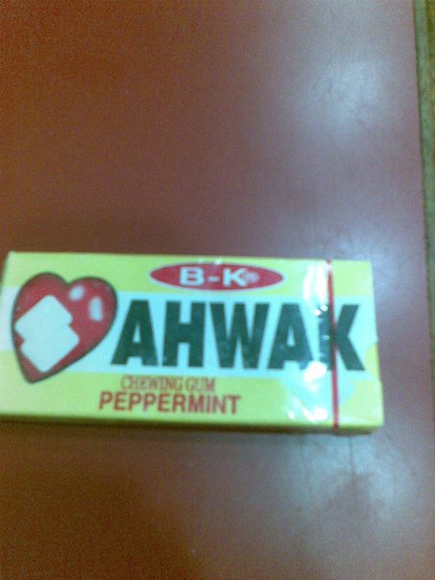 B-K
AHWAK
CHEWING GUM
PEPPERMINT